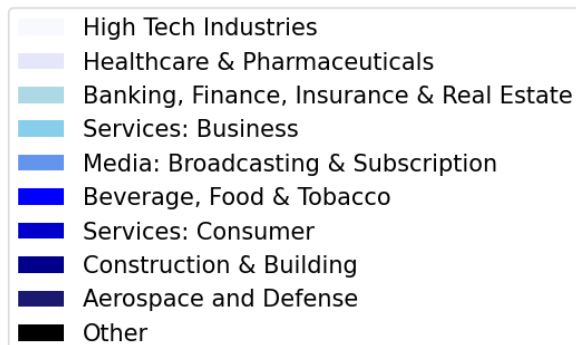 High Tech Industries
Healthcare & Pharmaceuticals
Banking, Finance, Insurance & Real Estate
Services: Business
Media: Broadcasting & Subscription
Beverage, Food & Tobacco
Services: Consumer
Construction & Building
Aerospace and Defense
Other